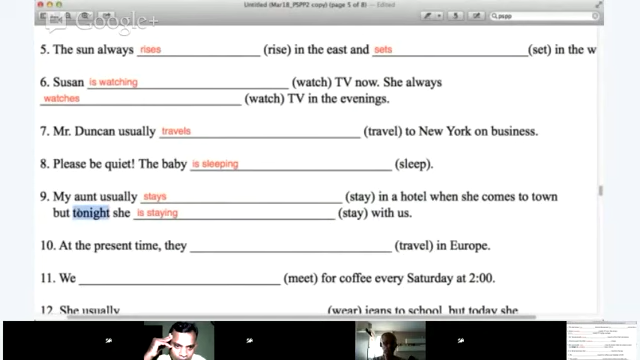 Untitled (Mar18_PSPP2 copy) (page 5 of 8) — Edited
pspp
Google+
5. The sun always rises (rise) in the east and sets (set) in the w
6. Susan is watching (watch) TV now. She always
watches (watch) TV in the evenings.
7. Mr. Duncan usually travels (travel) to New York on business.
8. Please be quiet! The baby is sleeping (sleep).
9. My aunt usually stays (stay) in a hotel when she comes to town
but tonight she is staying (stay) with us.
10. At the present time, they (travel) in Europe.
11. We (meet) for coffee every Saturday at 2:00.
12. She usually (wear) jeans to school, but today she